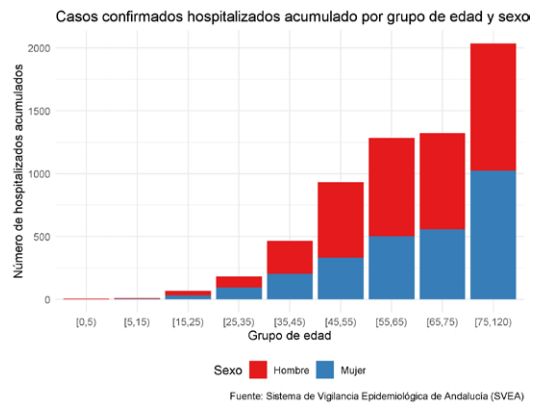 Casos confirmados hospitalizados acumulado por grupo de edad y sexo
Número de hospitalizados acumulados
2000
1500
1000
500
0
[0,5) [5,15) [15,25) [25,35) [35,45) [45,55) [55,65) [65,75) [75,120)
Grupo de edad
Sexo Hombre Mujer
Fuente: Sistema de Vigilancia Epidemiológica de Andalucía (SVEA)